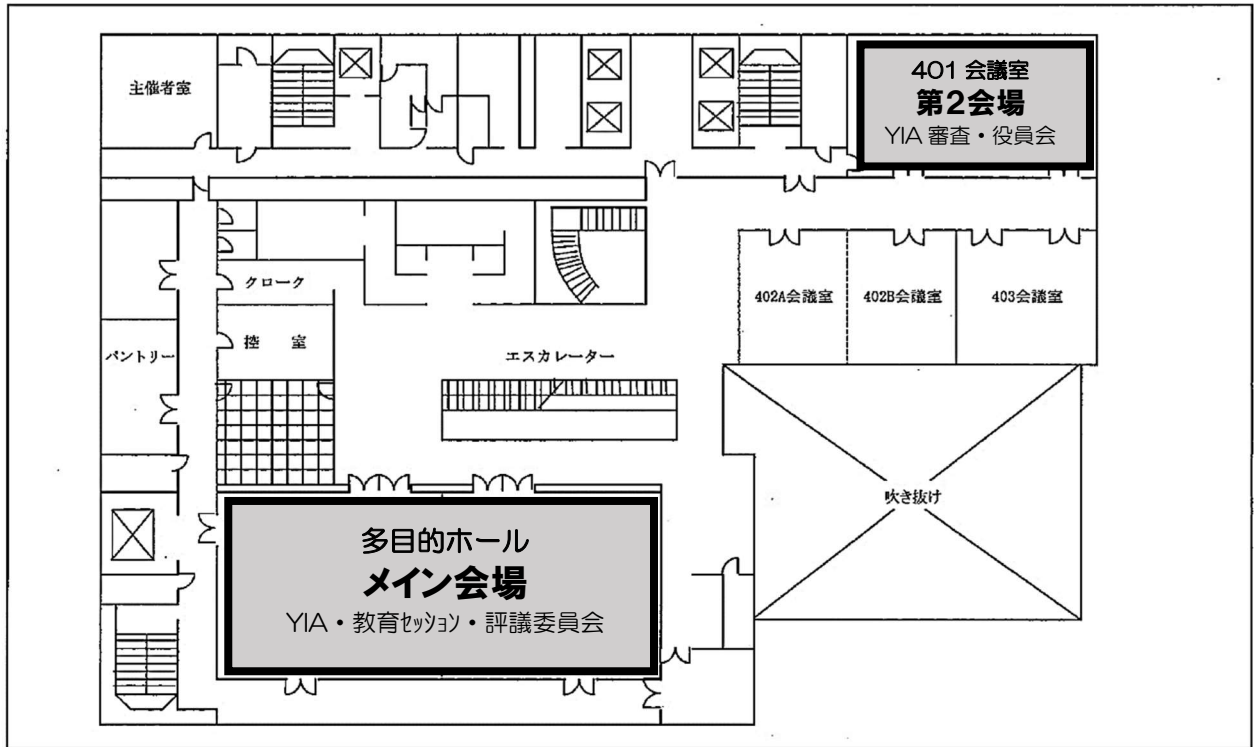 主催者室
401 会議室
第2会場
YIA 審査・役員会
クローク
402A会議室
402B会議室
403会議室
パントリー
控 室
エスカレーター
吹き抜け
多目的ホール
メイン会場
YIA・教育ｾｯｼｮﾝ・評議委員会